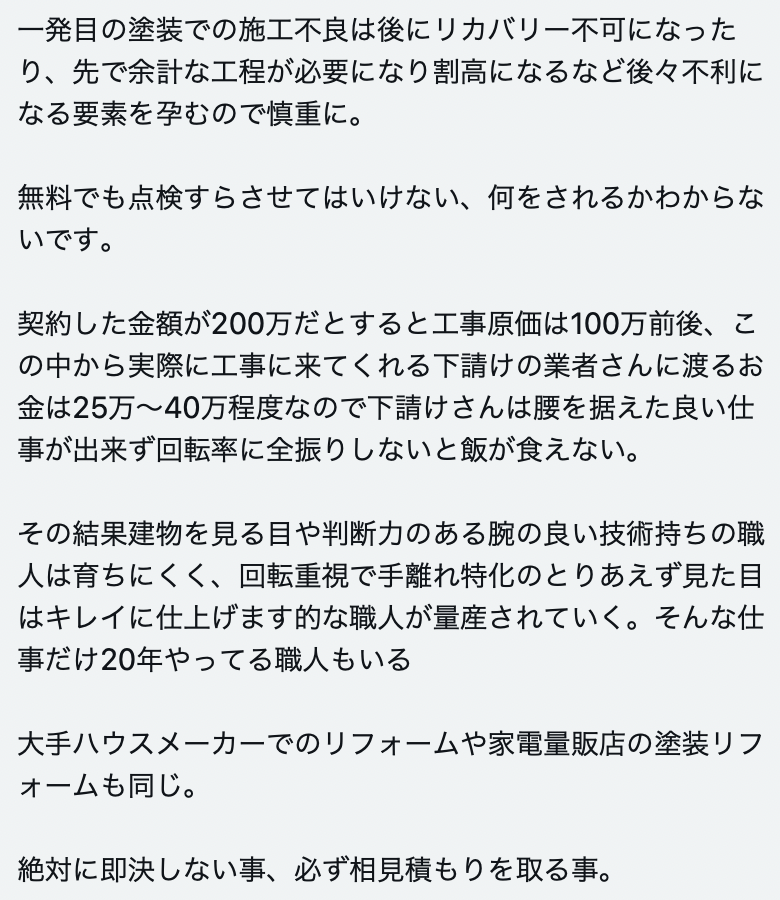 一発目の塗装での施工不良は後にリカバリー不可になった
り、先で余計な工程が必要になり割高になるなど後々不利に
なる要素を孕むので慎重に。
無料でも点検すらさせてはいけない、何をされるかわからな
いです。
契約した金額が200万だとすると工事原価は100万前後、こ
の中から実際に工事に来てくれる下請けの業者さんに渡るお
金は25万〜40万程度なので下請けさんは腰を据えた良い仕
事が出来ず回転率に全振りしないと飯が食えない。
その結果建物を見る目や判断力のある腕の良い技術持ちの職
人は育ちにくく、回転重視で手離れ特化のとりあえず見た目
はキレイに仕上げます的な職人が量産されていく。そんな仕
事だけ20年やってる職人もいる
大手ハウスメーカーでのリフォームや家電量販店の塗装リフ
ォームも同じ。
絶対に即決しない事、必ず相見積もりを取る事。